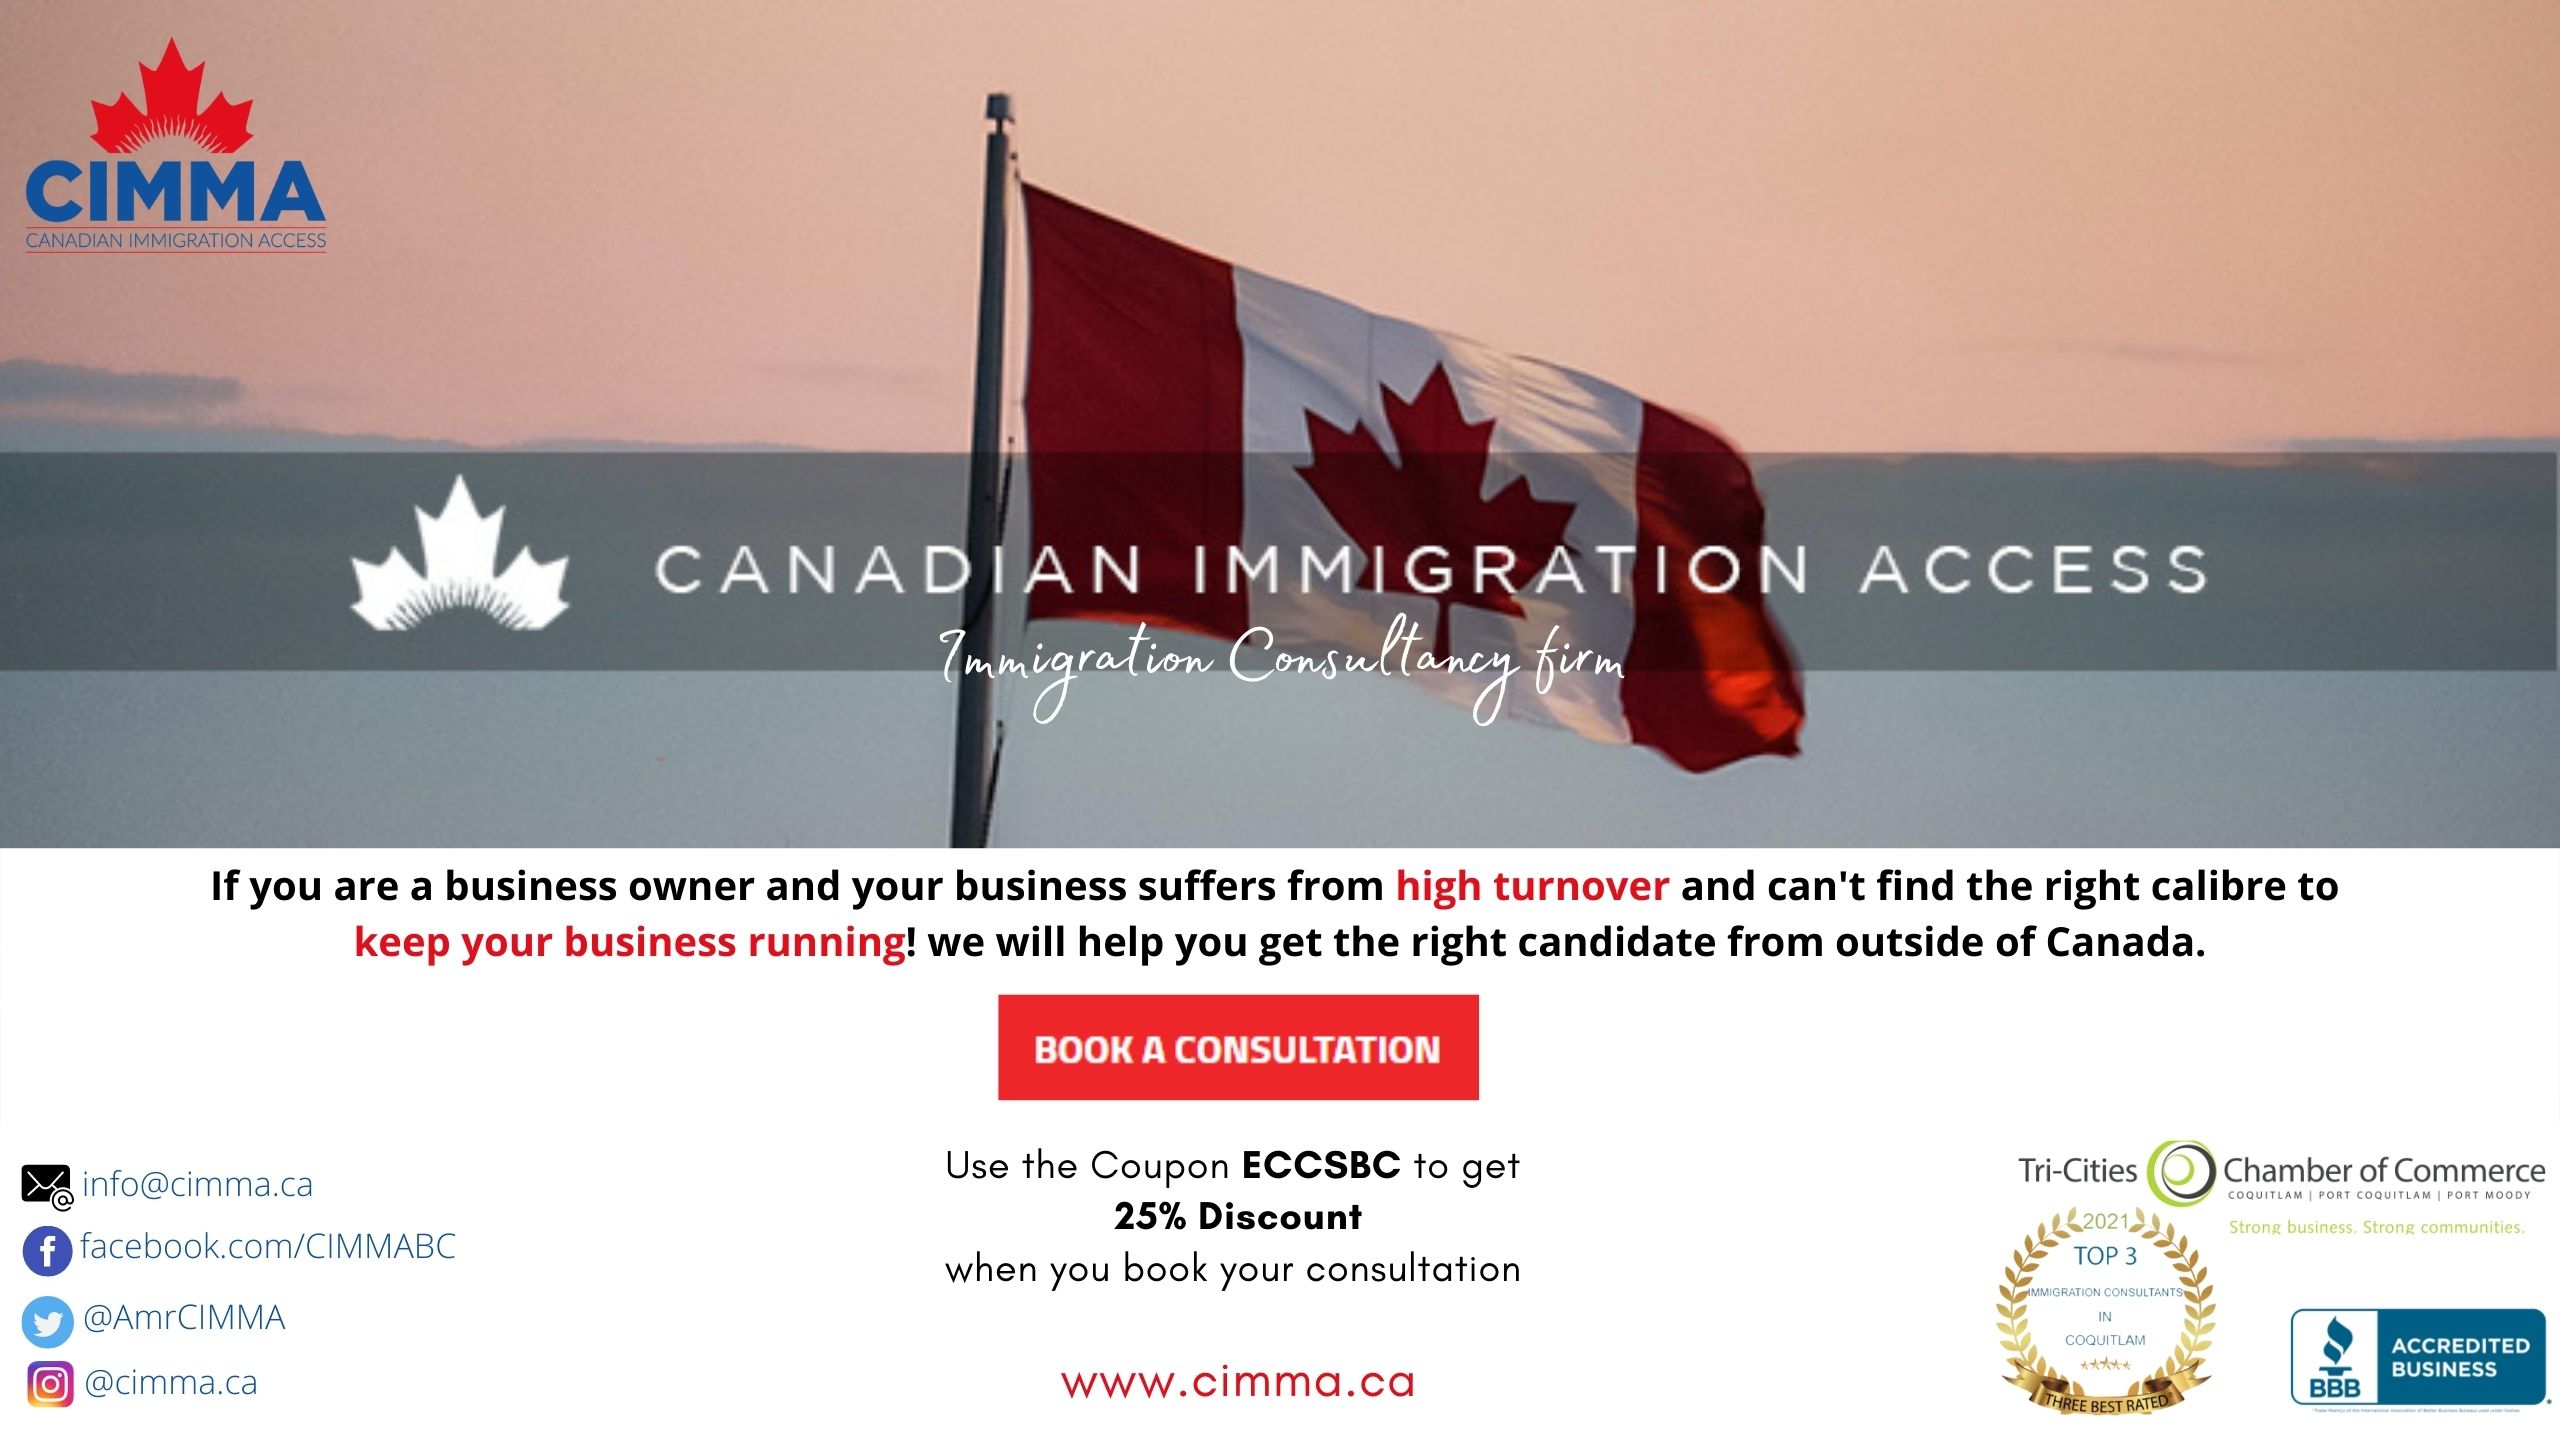 CIMMA
CANADIAN IMMIGRATION ACCESS
CANADIAN IMMIGRATION ACCESS
Immigration Consultancy firm
If you are a business owner and your business suffers from high turnover and can't find the right calibre to
keep your business running! we will help you get the right candidate from outside of Canada.
BOOK A CONSULTATION
Use the Coupon ECCSBC to get
25% Discount
when you book your consultation
www.cimma.ca
info@cimma.ca
facebook.com/CIMMABC
@AmrCIMMA
@cimma.ca
Tri-Cities Chamber of Commerce
COQUITLAM | PORT COQUITLAM | PORT MOODY
Strong business. Strong communities.
2021
TOP 3
IMMIGRATION CONSULTANTS
IN
COQUITLAM
THREE BEST RATED
BBB
ACCREDITED
BUSINESS